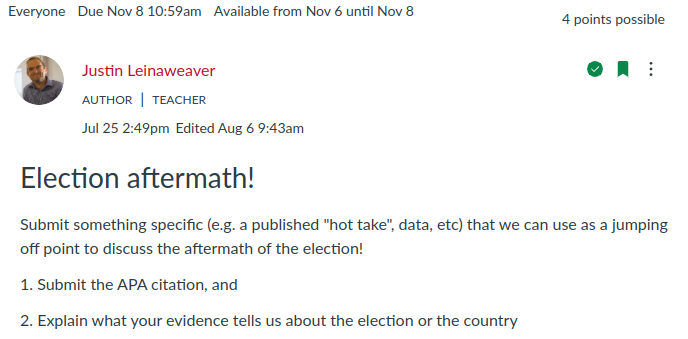 Everyone Due Nov 8 10:59am Available from Nov 6 until Nov 8
4 points possible
Justin Leinaweaver
AUTHOR | TEACHER
Jul 25 2:49pm Edited Aug 6 9:43am
Election aftermath!
Submit something specific (e.g. a published "hot take", data, etc) that we can use as a jumping
off point to discuss the aftermath of the election!
1. Submit the APA citation, and
2. Explain what your evidence tells us about the election or the country